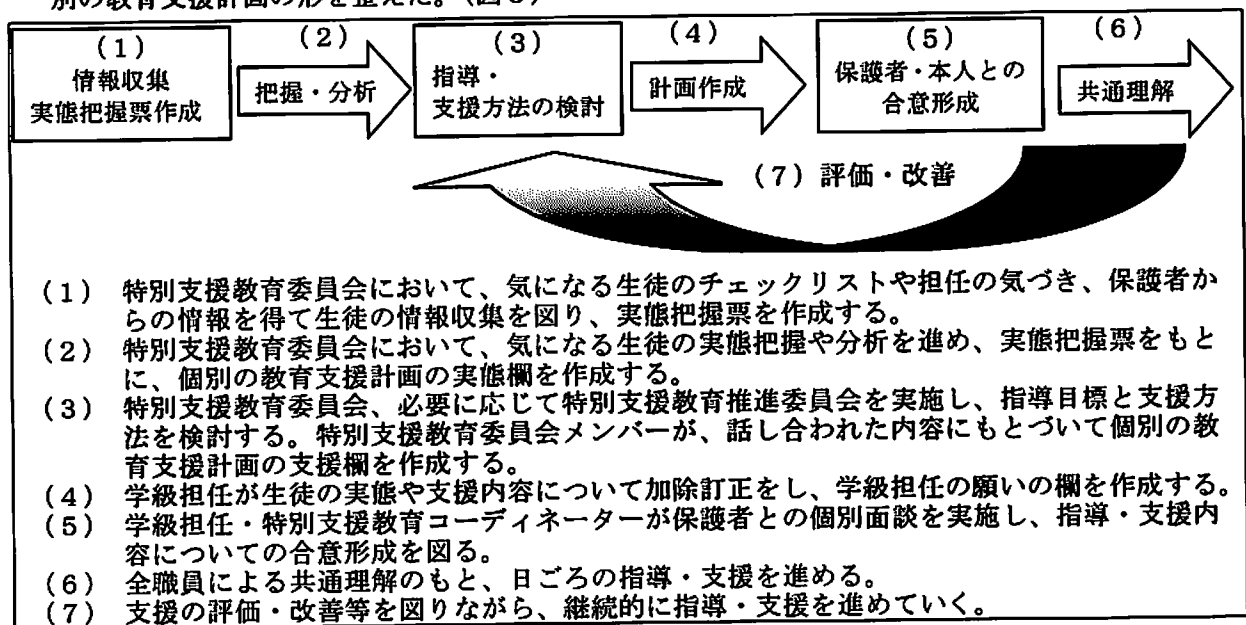 別の教育支援計画の形を整えた。(図3)
(1)
情報収集
実態把握票作成
(2)
把握・分析
(3)
指導・
支援方法の検討
(4)
計画作成
(5)
保護者・本人との
合意形成
(6)
共通理解
(7)評価・改善
(1) 特別支援教育委員会において、気になる生徒のチェックリストや担任の気づき、保護者か
らの情報を得て生徒の情報収集を図り、実態把握票を作成する。
(2) 特別支援教育委員会において、気になる生徒の実態把握や分析を進め、実態把握票をもと
に、個別の教育支援計画の実態欄を作成する。
(3) 特別支援教育委員会、必要に応じて特別支援教育推進委員会を実施し、指導目標と支援方
法を検討する。特別支援教育委員会メンバーが、話し合われた内容にもとづいて個別の教
育支援計画の支援欄を作成する。
(4) 学級担任が生徒の実態や支援内容について加除訂正をし、学級担任の願いの欄を作成する。
(5) 学級担任・特別支援教育コーディネーターが保護者との個別面談を実施し、指導・支援内
容についての合意形成を図る。
(6) 全職員による共通理解のもと、日ごろの指導・支援を進める。
(7) 支援の評価・改善等を図りながら、継続的に指導・支援を進めていく。